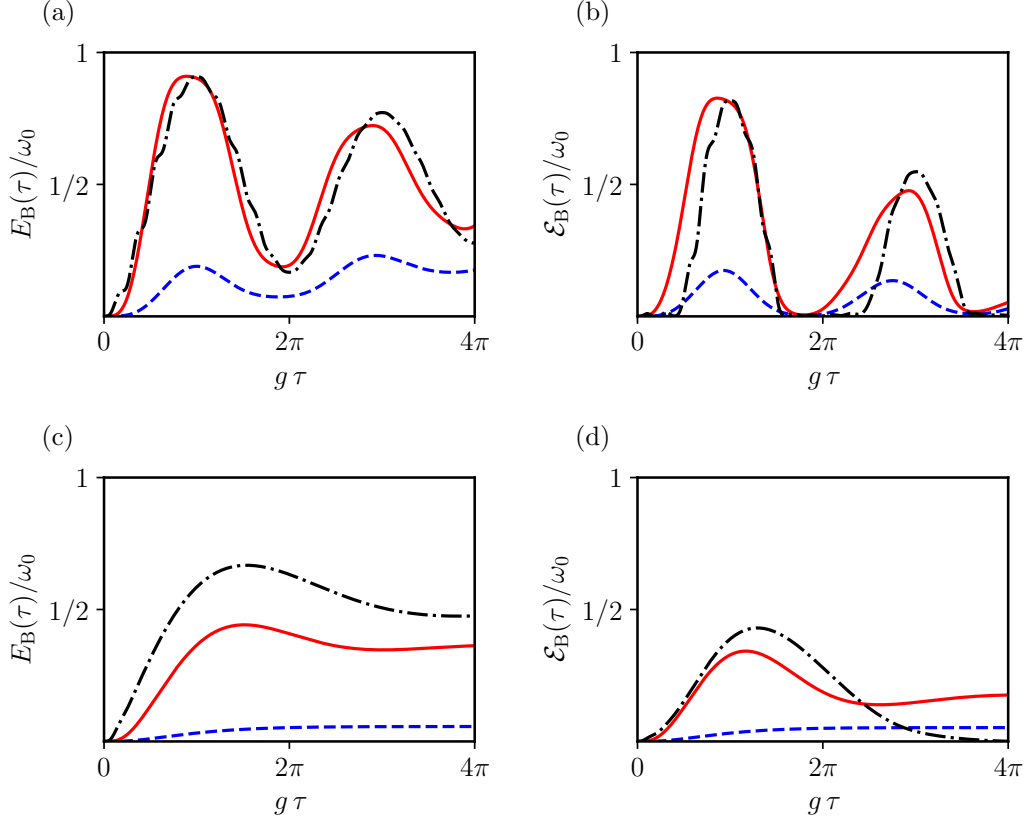 (a)
1
1/2
E_B(τ)/ω_0
0
2π
4π
g τ
(b)
1
1/2
ℰ_B(τ)/ω_0
0
2π
4π
g τ
(c)
1
1/2
E_B(τ)/ω_0
0
2π
4π
g τ
(d)
1
1/2
ℰ_B(τ)/ω_0
0
2π
4π
g τ